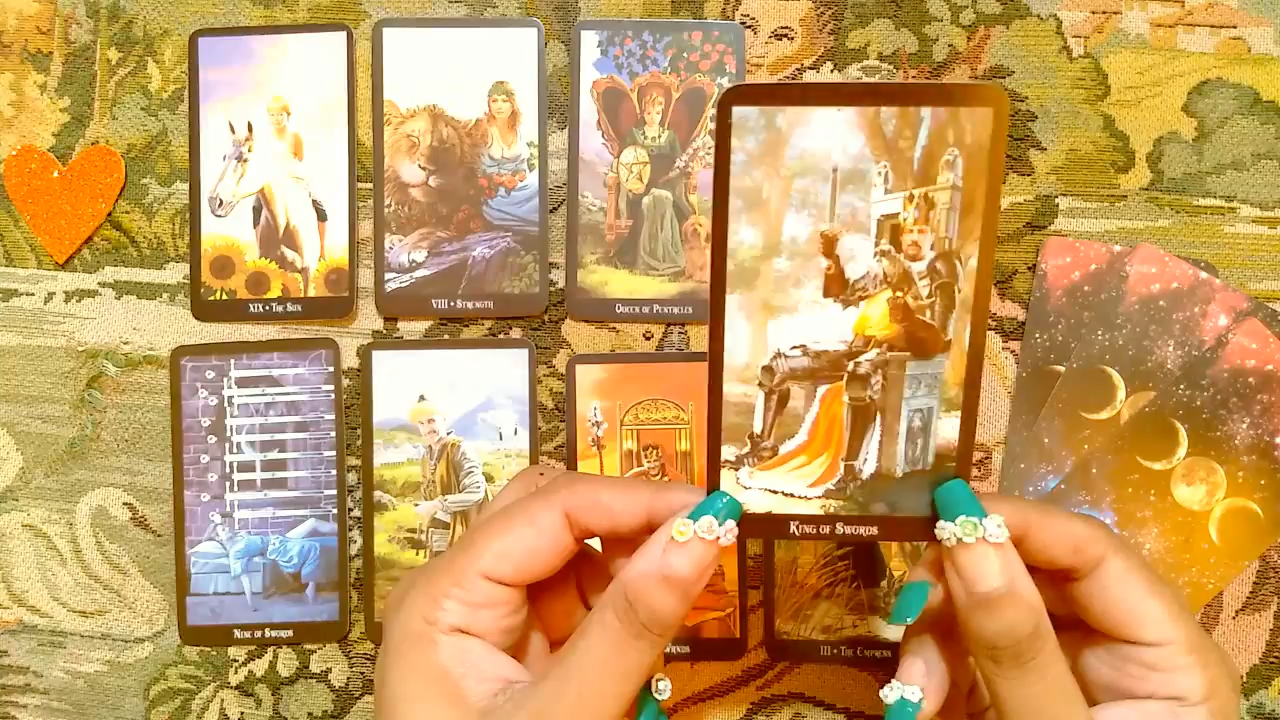 XIX • The Sun
VIII • Strength
Queen of Pentacles
King of Swords
Nine of Swords
III • The Empress